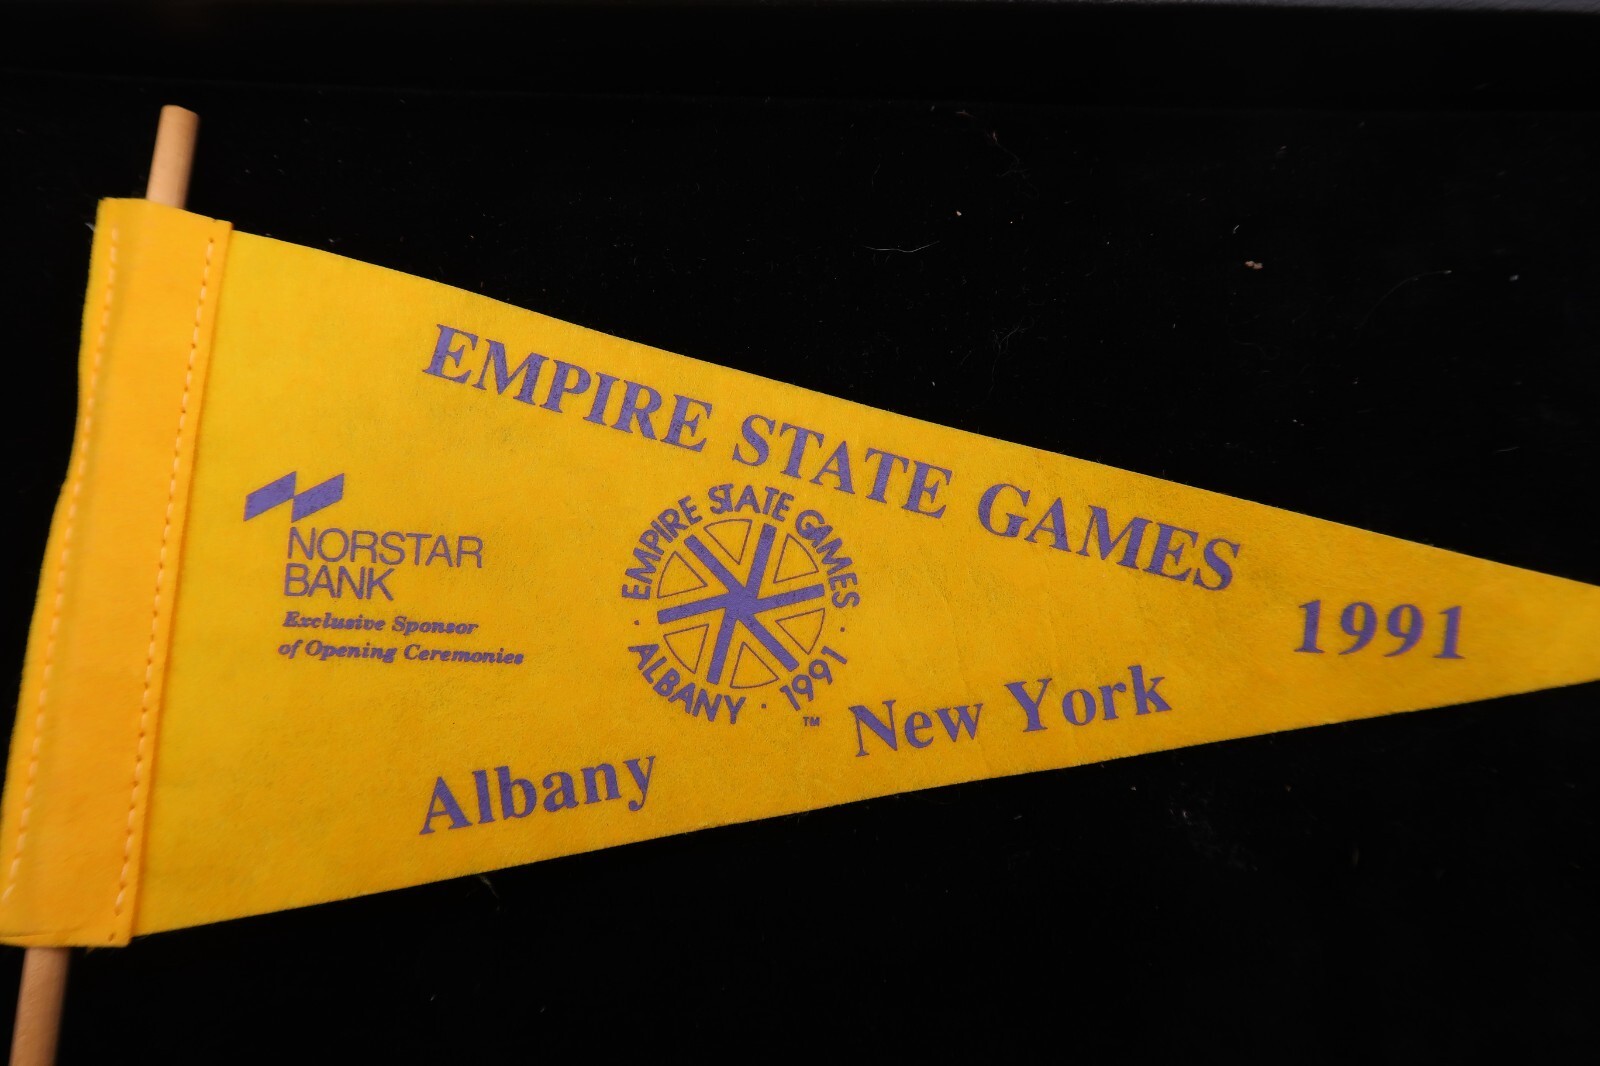 EMPIRE STATE GAMES
1991
NORSTAR
BANK
Exclusive Sponsor
of Opening Ceremonies
· EMPIRE STATE GAMES ·
ALBANY · 1991
TM
Albany New York